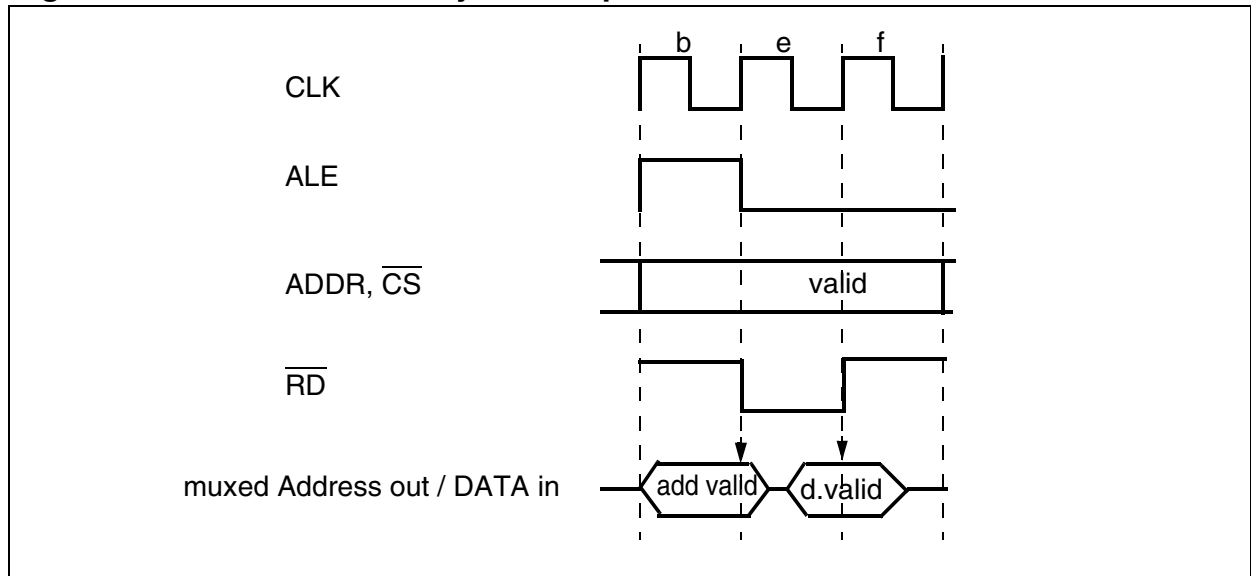 b e f
CLK
ALE
ADDR, CS
valid
RD
muxed Address out / DATA in
add valid
d.valid